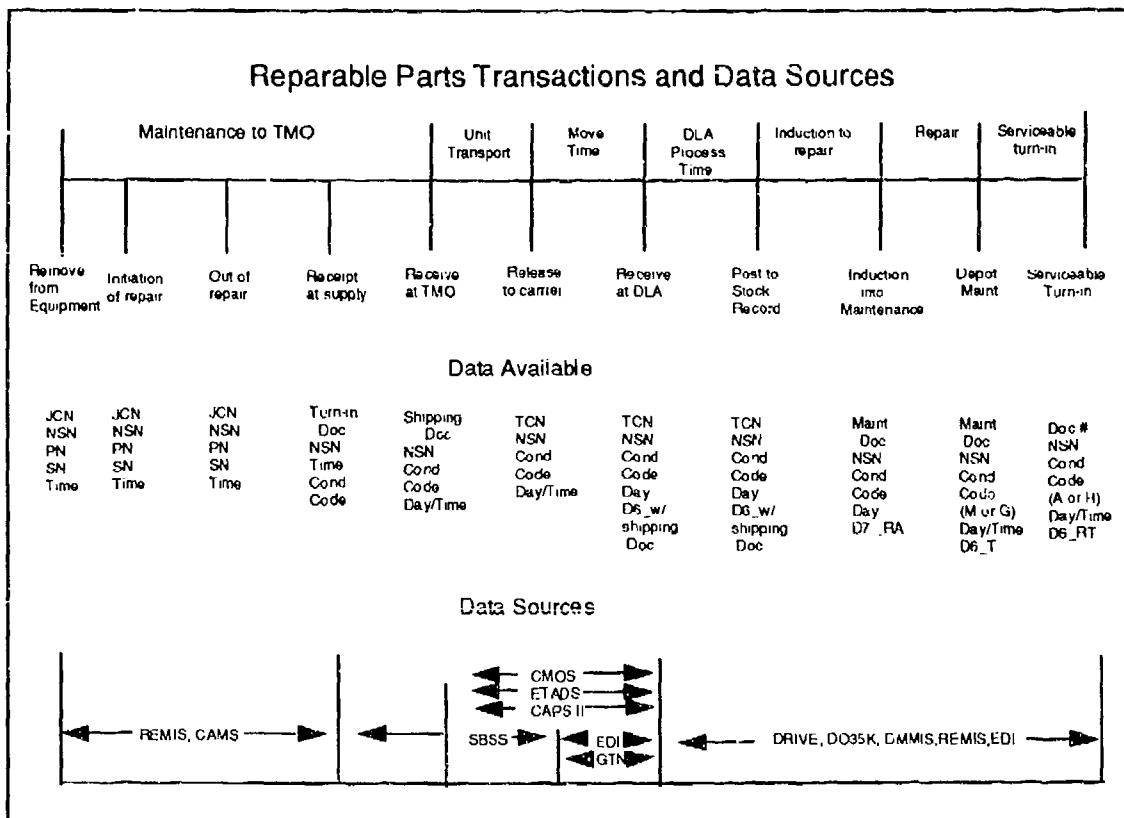 Reparable Parts Transactions and Data Sources
Maintenance to TMO
Unit
Transport
Move
Time
DLA
Process
Time
Induction to
repair
Repair
Serviceable
turn-in
Remove
from
Equipment
Initiation
of repair
Out of
repair
Receipt
at supply
Receive
at TMO
Release
to carrier
Receive
at DLA
Post to
Stock
Record
Induction
into
Maintenance
Depot
Maint
Serviceable
Turn-in
Data Available
JCN
NSN
PN
SN
Time
JCN
NSN
PN
SN
Time
JCN
NSN
PN
SN
Time
Turn-in
Doc
NSN
Time
Cond
Code
Shipping
Doc
NSN
Cond
Code
Day/Time
TCN
NSN
Cond
Code
Day/Time
TCN
NSN
Cond
Code
Day
D6_w/
shipping
Doc
TCN
NSN
Cond
Code
Day
D6_w/
shipping
Doc
Maint
Doc
NSN
Cond
Code
Day
D7_RA
Maint
Doc
NSN
Cond
Code
(M or G)
Day/Time
D6_T
Doc #
NSN
Cond
Code
(A or H)
Day/Time
D6_RT
Data Sources
CMOS
ETADS
CAPS II
REMIS, CAMS
SBSS
EDI
GTN
DRIVE, DO35K, DMMIS,REMIS,EDI